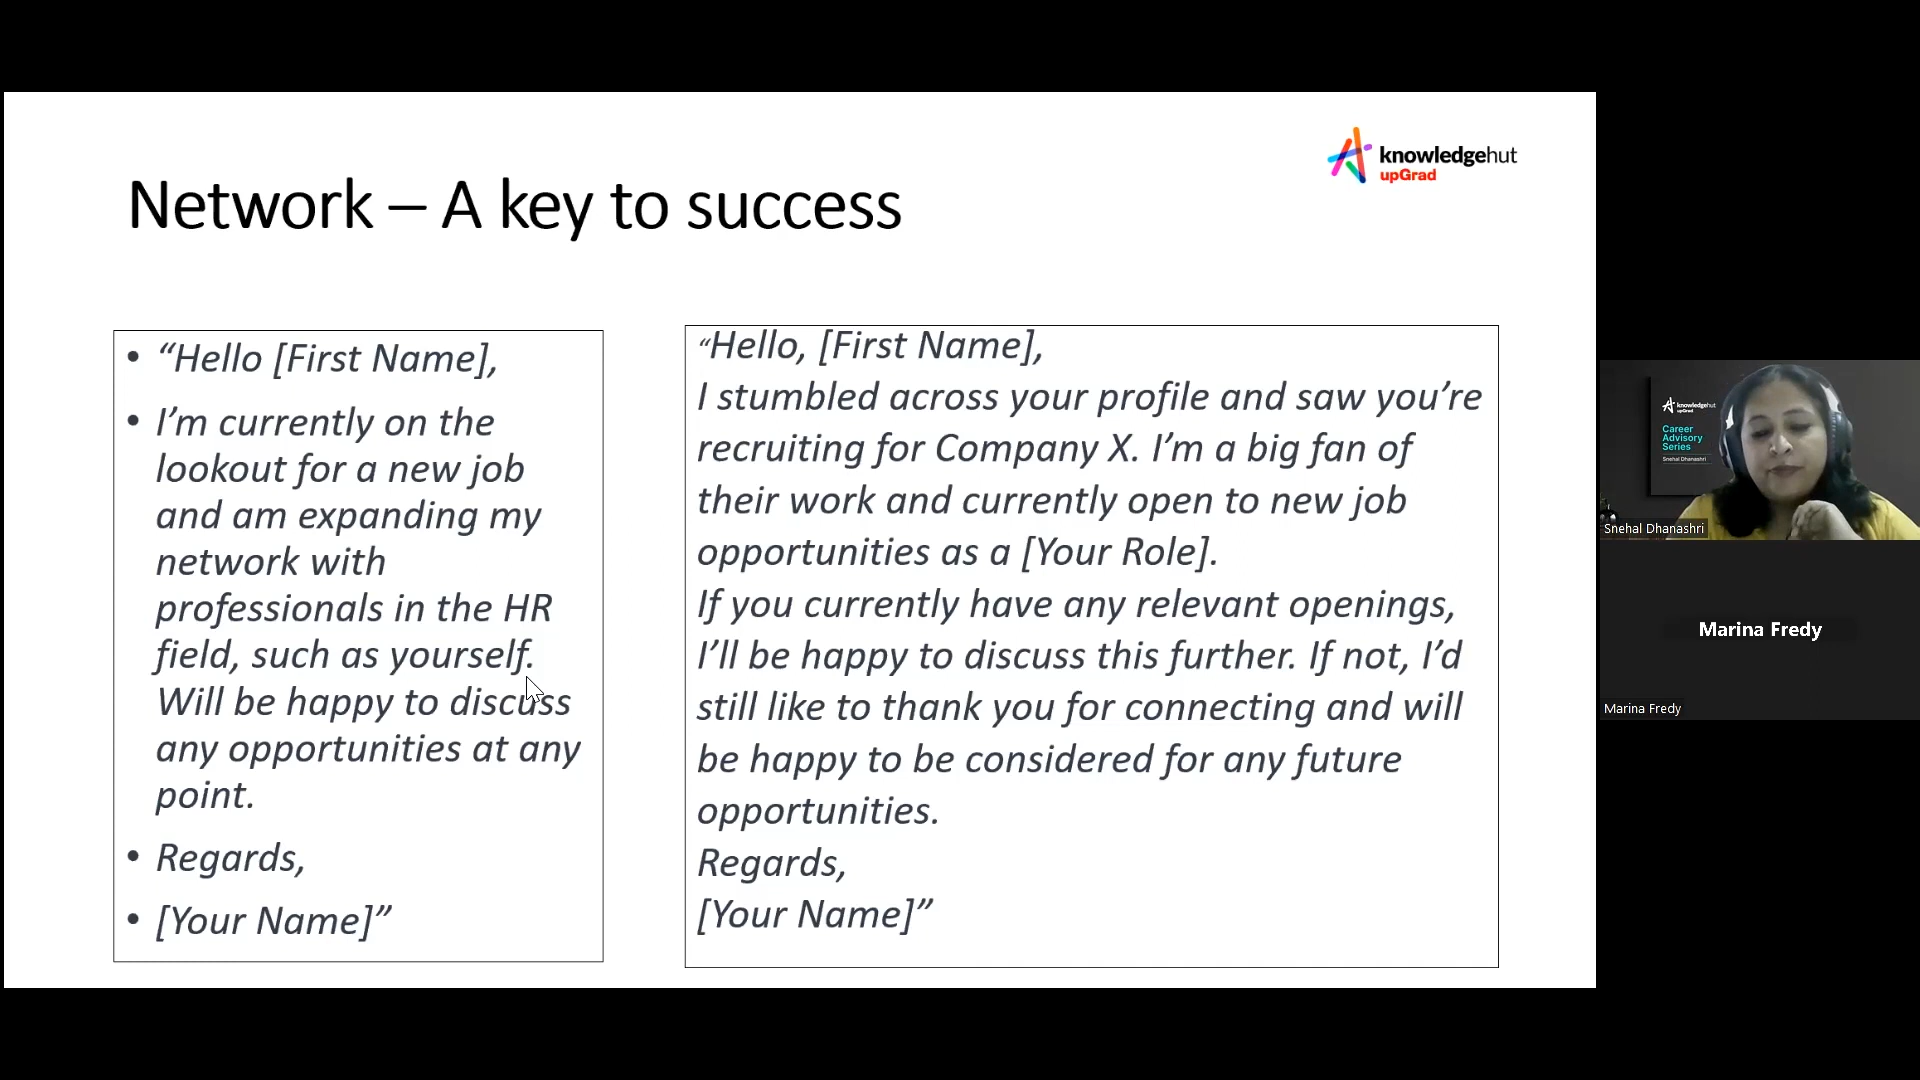 Network – A key to success
knowledgehut
upGrad
• “Hello [First Name],
• I’m currently on the
lookout for a new job
and am expanding my
network with
professionals in the HR
field, such as yourself.
Will be happy to discuss
any opportunities at any
point.
• Regards,
• [Your Name]”
“Hello, [First Name],
I stumbled across your profile and saw you’re
recruiting for Company X. I’m a big fan of
their work and currently open to new job
opportunities as a [Your Role].
If you currently have any relevant openings,
I’ll be happy to discuss this further. If not, I’d
still like to thank you for connecting and will
be happy to be considered for any future
opportunities.
Regards,
[Your Name]”
knowledgehut
upGrad
Career
Advisory
Series
Snehal Dhanashri
Snehal Dhanashri
Marina Fredy
Marina Fredy